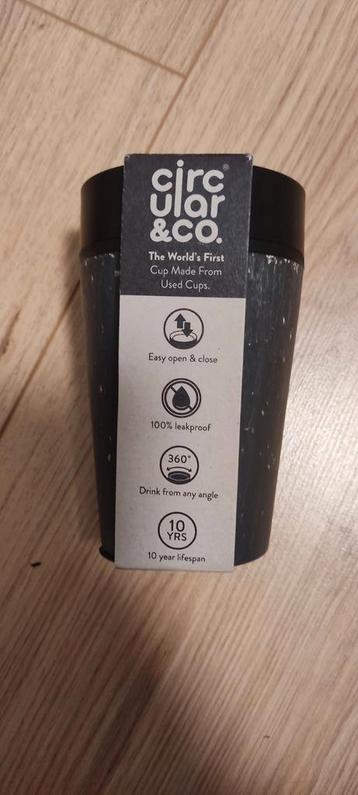 circ®
ular
&co.
The World's First
Cup Made From
Used Cups.
Easy open & close
100% leakproof
360°
Drink from any angle
10
YRS
10 year lifespan